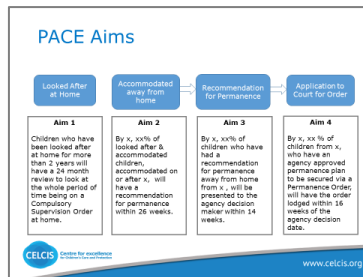 PACE Aims
Looked After
at Home
Accommodated
away from
home
Recommendation
for Permanence
Application to
Court for Order
Aim 1
Children who have
been looked after
at home for more
than 2 years will
have a 24 month
review to look at
the whole period of
time being on a
Compulsory
Supervision Order
at home.
Aim 2
By x, xx% of
looked after &
accommodated
children,
accommodated on
or after x, will
have a
recommendation
for permanence
within 26 weeks.
Aim 3
By x, xx% of
children who have
had a
recommendation
for permanence
away from home
from x , will be
presented to the
agency decision
maker within 14
weeks.
Aim 4
By x, xx % of
children from x,
who have an
agency approved
permanence plan
to be secured via a
Permanence Order,
will have the order
lodged within 16
weeks of the
agency decision
date.
CELCIS
Centre for excellence
for Children's Care and Protection
www.celcis.org